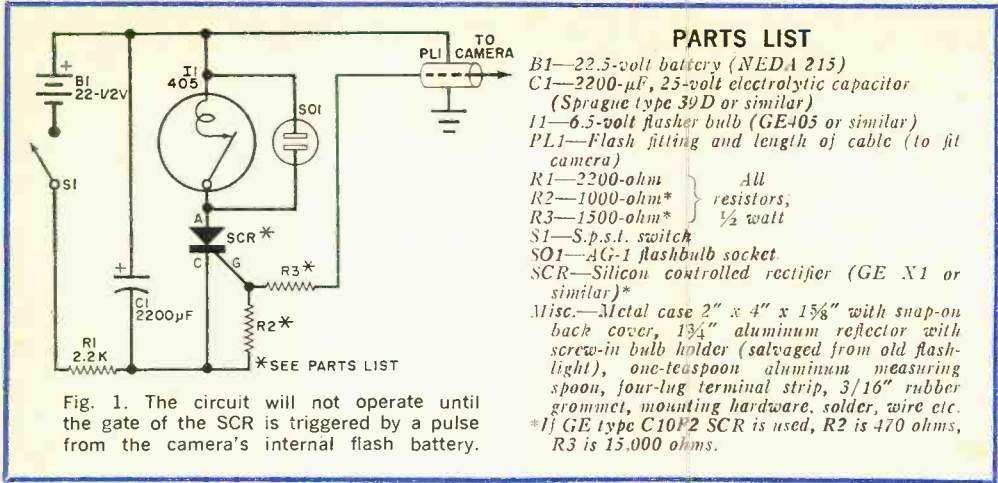 B1
22-1/2V
+
I1
405
SO1
PL1
TO
CAMERA
S1
A
SCR*
C
G
R3*
+
C1
2200µF
R2*
R1
2.2K
*SEE PARTS LIST
Fig. 1. The circuit will not operate until
the gate of the SCR is triggered by a pulse
from the camera's internal flash battery.
PARTS LIST
B1—22.5-volt battery (NEDA 215)
C1—2200-µF, 25-volt electrolytic capacitor
(Sprague type 39D or similar)
I1—6.5-volt flasher bulb (GE405 or similar)
PL1—Flash fitting and length of cable (to fit
camera)
R1—2200-ohm
R2—1000-ohm*
R3—1500-ohm*
All
resistors,
½ watt
S1—S.p.s.t. switch
SO1—AG-1 flashbulb socket
SCR—Silicon controlled rectifier (GE X1 or
similar)*
Misc.—Metal case 2" x 4" x 1⅝" with snap-on
back cover, 1¾" aluminum reflector with
screw-in bulb holder (salvaged from old flash-
light), one-teaspoon aluminum measuring
spoon, four-lug terminal strip, 3/16" rubber
grommet, mounting hardware, solder, wire etc.
*If GE type C10F2 SCR is used, R2 is 470 ohms,
R3 is 15,000 ohms.